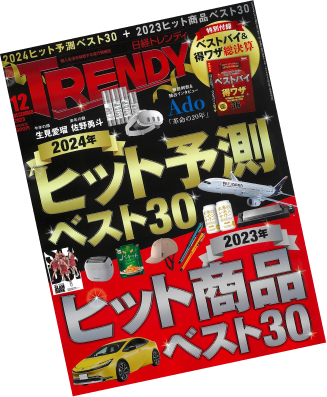 2024ヒット予測ベスト30 + 2023ヒット商品ベスト30
日経トレンディ
TRENDY
12
特別付録
ベストバイ&
得ワザ総決算
ベストバイ
得ワザ
Ado
「革命の20年」
生見愛瑠 佐野勇斗
2024年
ヒット予測
ベスト30
2023年
ヒット商品
ベスト30